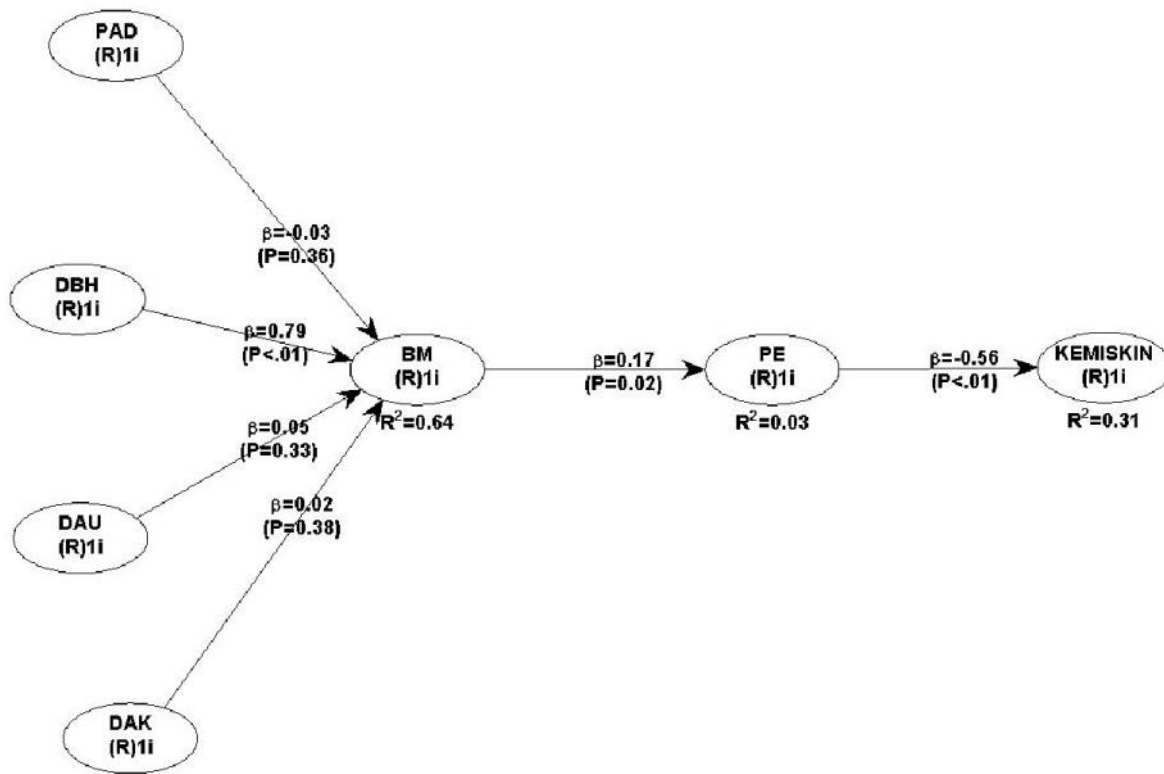 PAD
(R)1i
β=-0.03
(P=0.36)
DBH
(R)1i
β=0.79
(P<.01)
BM
(R)1i
R²=0.64
β=0.17
(P=0.02)
PE
(R)1i
R²=0.03
β=-0.56
(P<.01)
KEMISKIN
(R)1i
R²=0.31
β=0.05
(P=0.33)
DAU
(R)1i
β=0.02
(P=0.38)
DAK
(R)1i